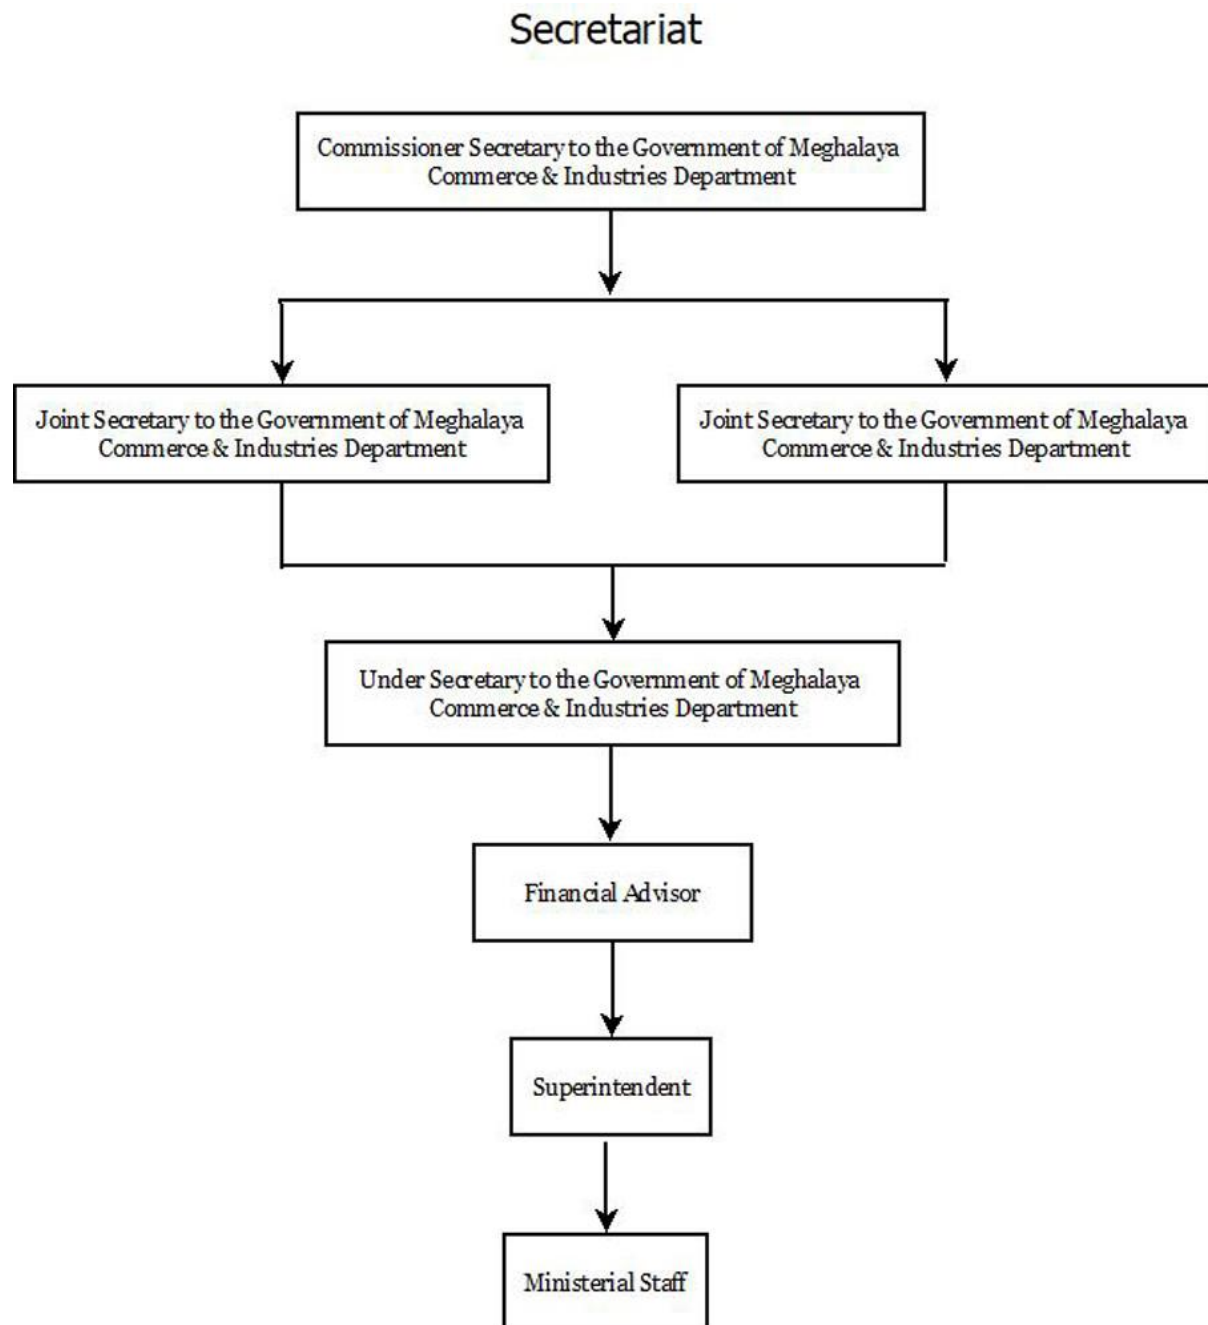 Secretariat
Commissioner Secretary to the Government of Meghalaya
Commerce & Industries Department
Joint Secretary to the Government of Meghalaya
Commerce & Industries Department
Joint Secretary to the Government of Meghalaya
Commerce & Industries Department
Under Secretary to the Government of Meghalaya
Commerce & Industries Department
Financial Advisor
Superintendent
Ministerial Staff